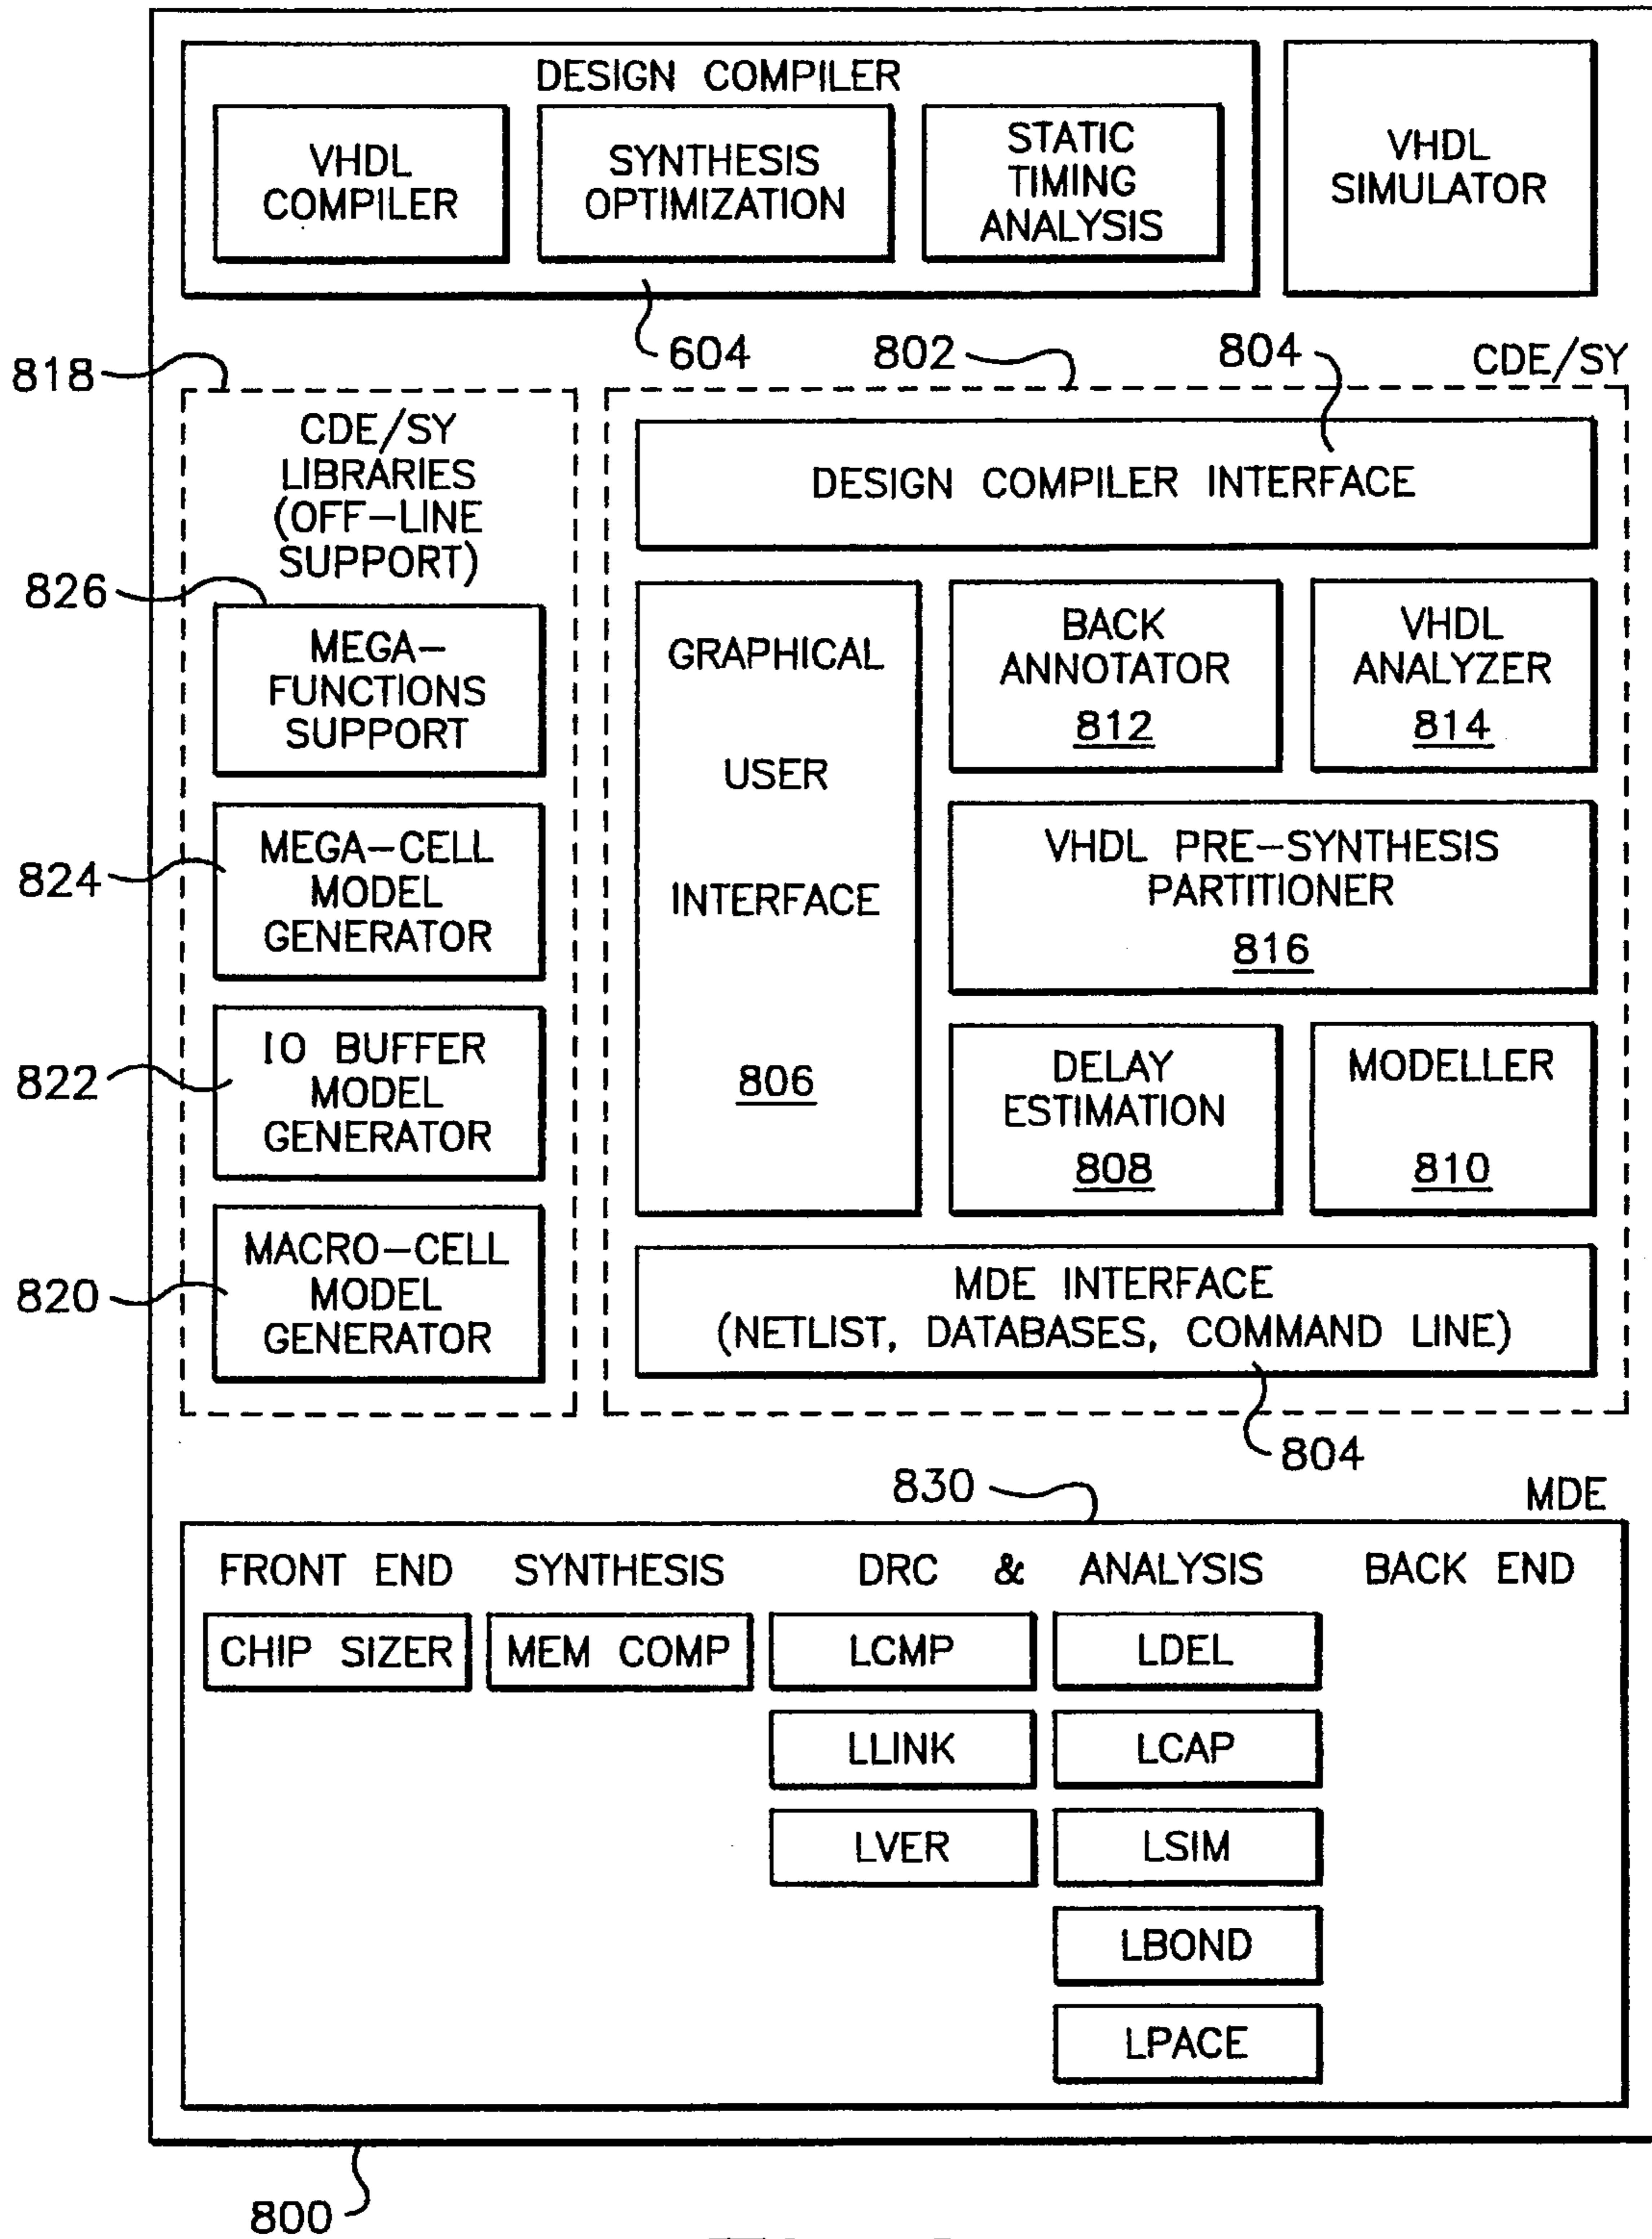 DESIGN COMPILER
VHDL
COMPILER
SYNTHESIS
OPTIMIZATION
STATIC
TIMING
ANALYSIS
VHDL
SIMULATOR
604
802
804
CDE/SY
818
CDE/SY
LIBRARIES
(OFF-LINE
SUPPORT)
826
MEGA-
FUNCTIONS
SUPPORT
824
MEGA-CELL
MODEL
GENERATOR
822
IO BUFFER
MODEL
GENERATOR
820
MACRO-CELL
MODEL
GENERATOR
DESIGN COMPILER INTERFACE
GRAPHICAL
USER
INTERFACE
806
BACK
ANNOTATOR
812
VHDL
ANALYZER
814
VHDL PRE-SYNTHESIS
PARTITIONER
816
DELAY
ESTIMATION
808
MODELLER
810
MDE INTERFACE
(NETLIST, DATABASES, COMMAND LINE)
804
830
MDE
FRONT END SYNTHESIS DRC & ANALYSIS BACK END
CHIP SIZER MEM COMP LCMP LDEL
LLINK LCAP
LVER LSIM
LBOND
LPACE
800